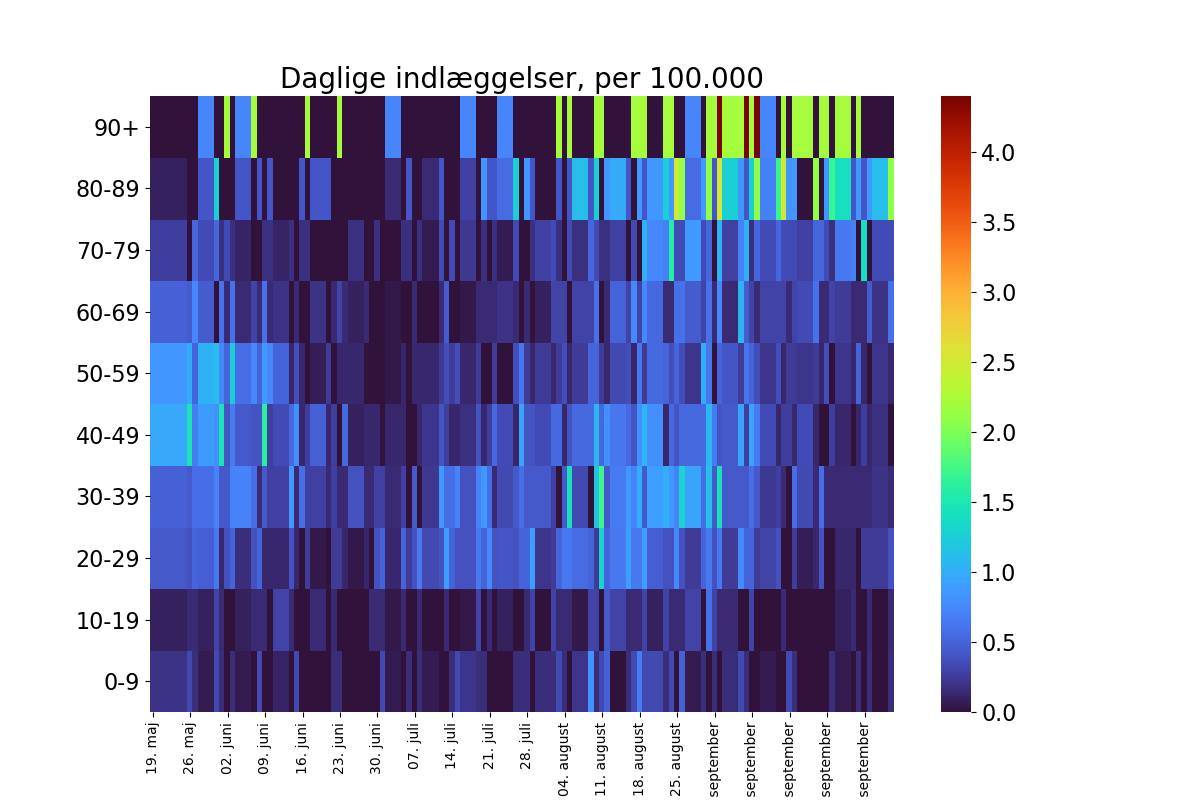 Daglige indlæggelser, per 100.000
90+
80-89
70-79
60-69
50-59
40-49
30-39
20-29
10-19
0-9
4.0
3.5
3.0
2.5
2.0
1.5
1.0
0.5
0.0
19. maj
26. maj
02. juni
09. juni
16. juni
23. juni
30. juni
07. juli
14. juli
21. juli
28. juli
04. august
11. august
18. august
25. august
september
september
september
september
september